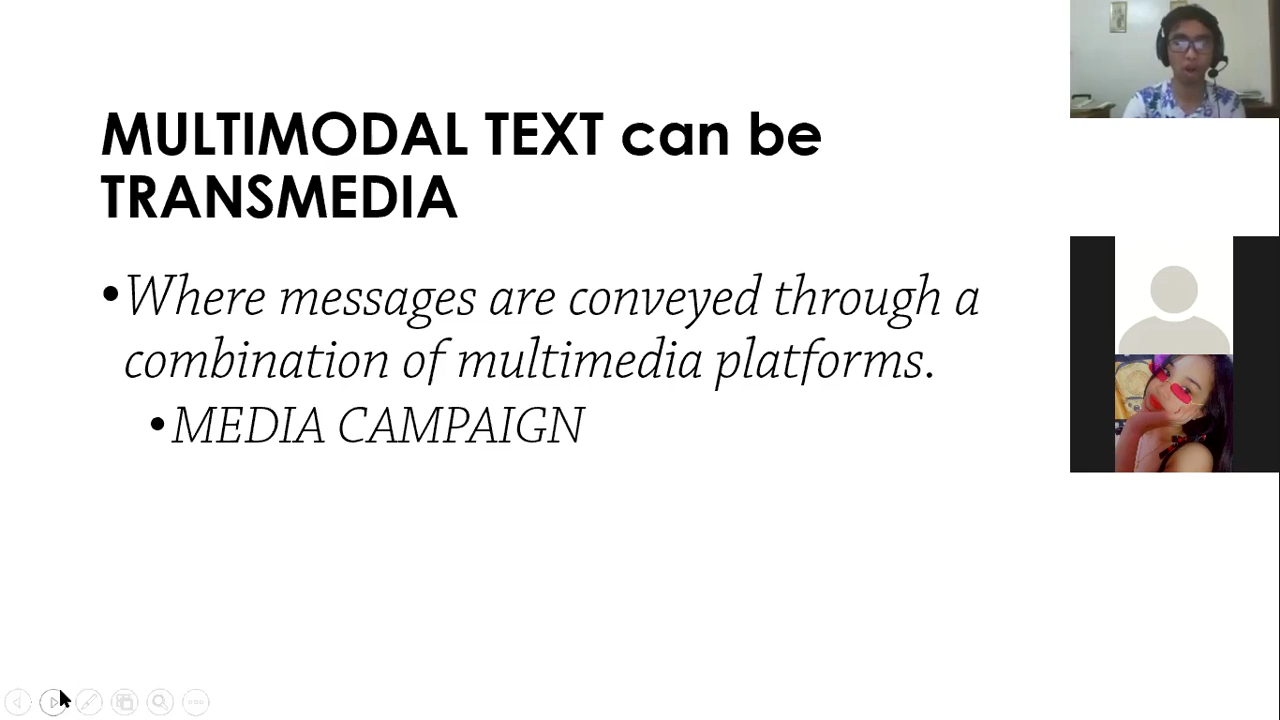 MULTIMODAL TEXT can be
TRANSMEDIA
•Where messages are conveyed through a
combination of multimedia platforms.
•MEDIA CAMPAIGN